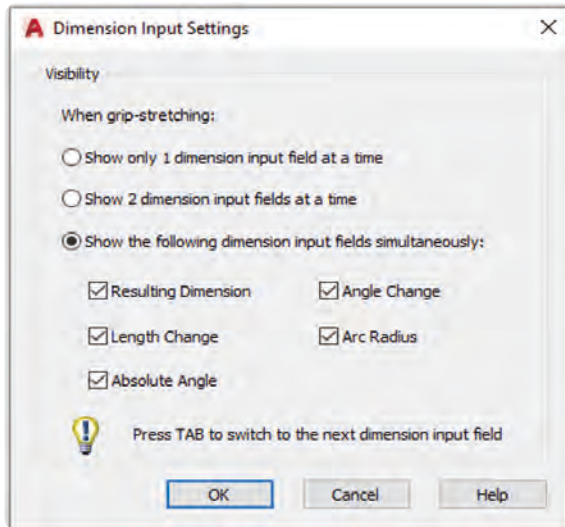 Dimension Input Settings
Visibility
When grip-stretching:
Show only 1 dimension input field at a time
Show 2 dimension input fields at a time
Show the following dimension input fields simultaneously:
Resulting Dimension Angle Change
Length Change Arc Radius
Absolute Angle
Press TAB to switch to the next dimension input field
OK Cancel Help